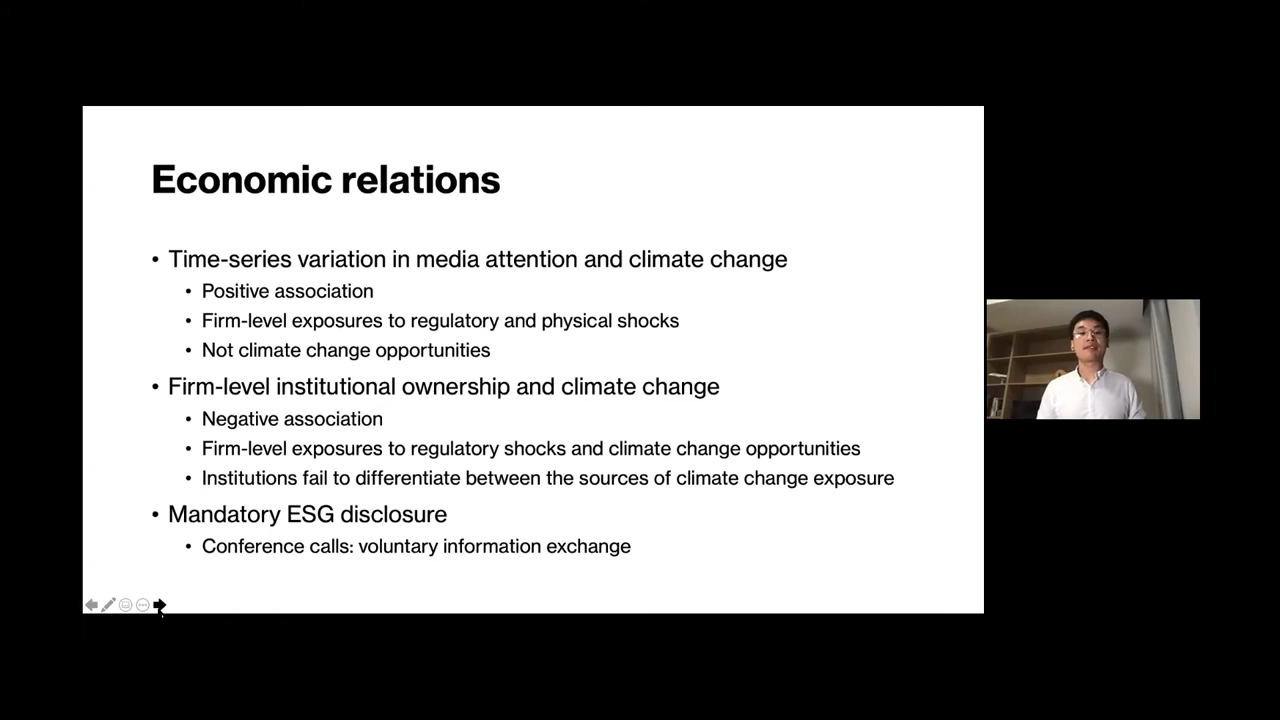 Economic relations
• Time-series variation in media attention and climate change
• Positive association
• Firm-level exposures to regulatory and physical shocks
• Not climate change opportunities
• Firm-level institutional ownership and climate change
• Negative association
• Firm-level exposures to regulatory shocks and climate change opportunities
• Institutions fail to differentiate between the sources of climate change exposure
• Mandatory ESG disclosure
• Conference calls: voluntary information exchange